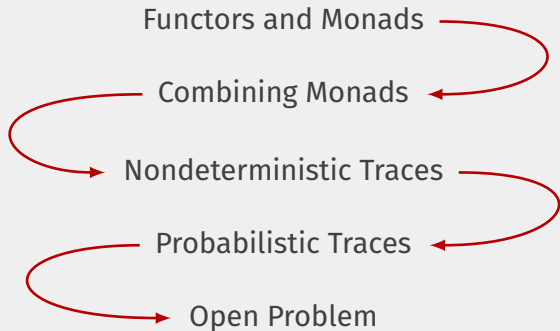 Functors and Monads
Combining Monads
Nondeterministic Traces
Probabilistic Traces
Open Problem